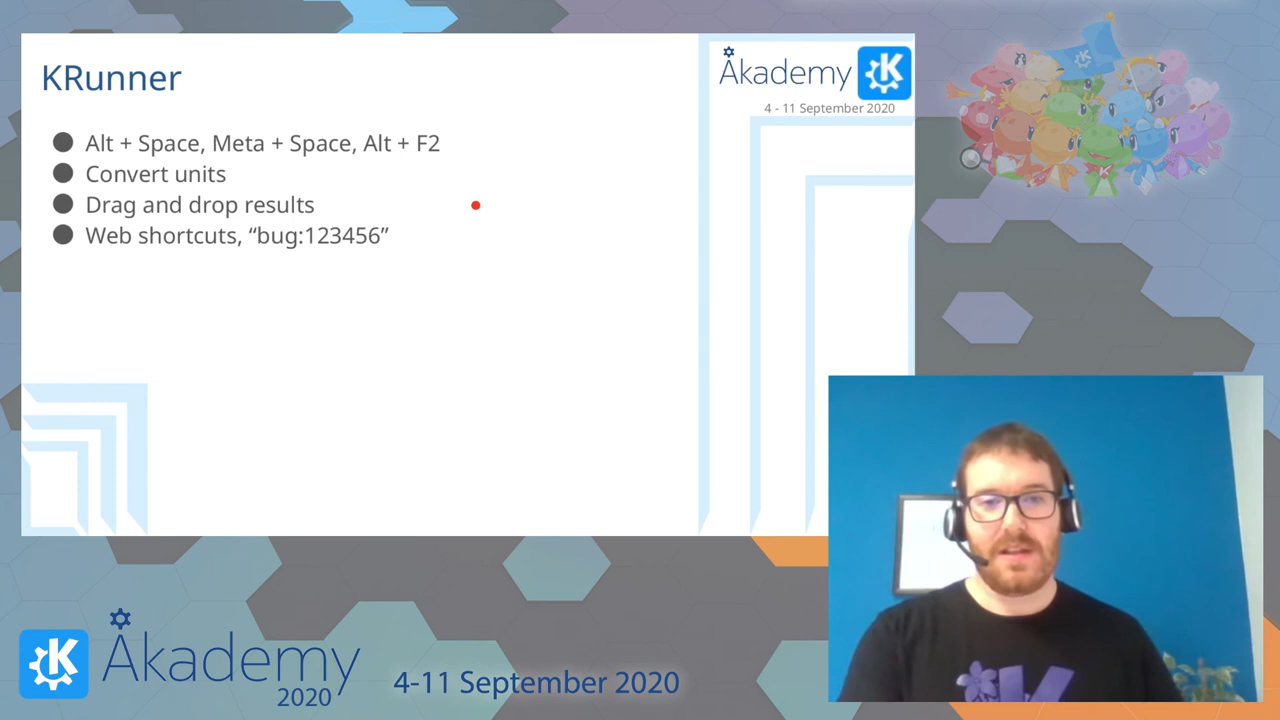 KRunner
Alt + Space, Meta + Space, Alt + F2
Convert units
Drag and drop results
Web shortcuts, “bug:123456”
Akademy
4 - 11 September 2020
Akademy
2020
4-11 September 2020